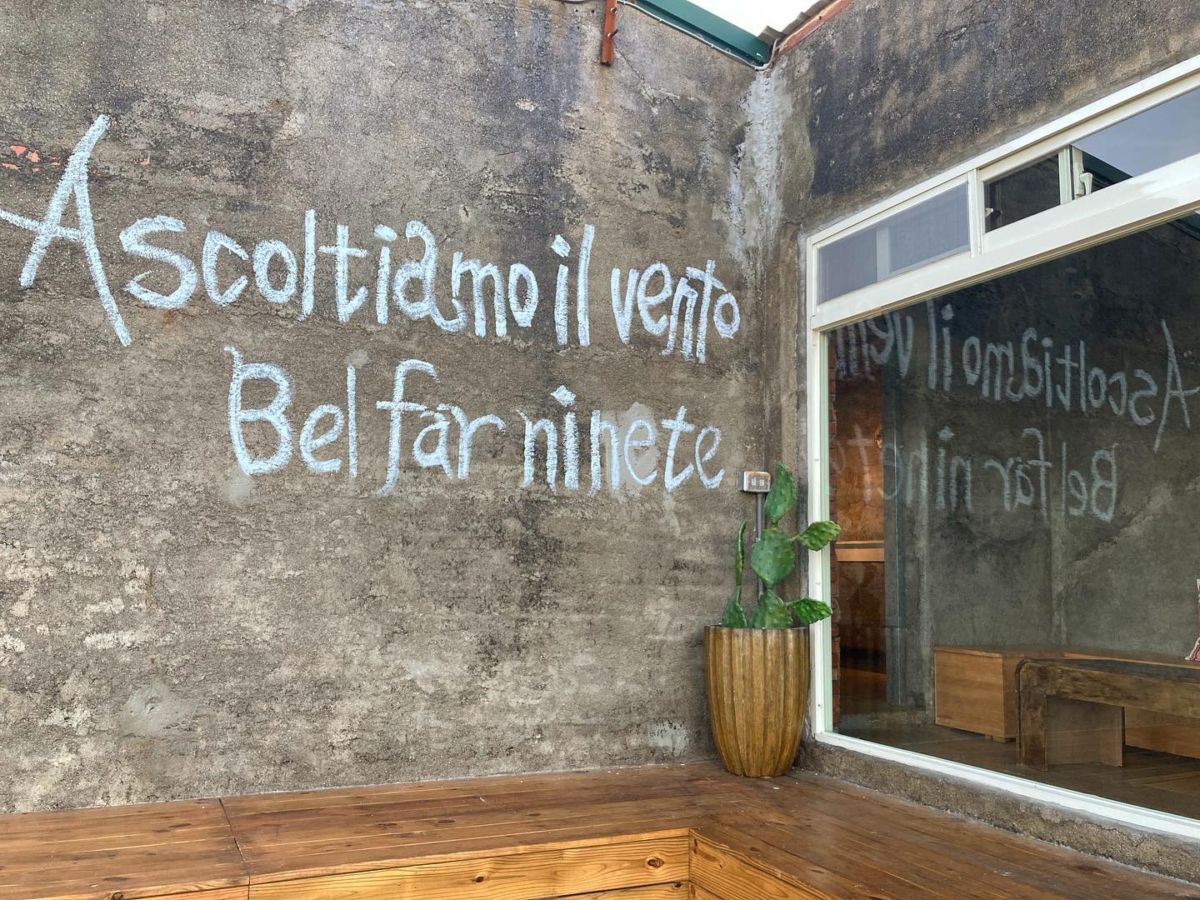 Ascoltiamo il vento
Bel far ninete